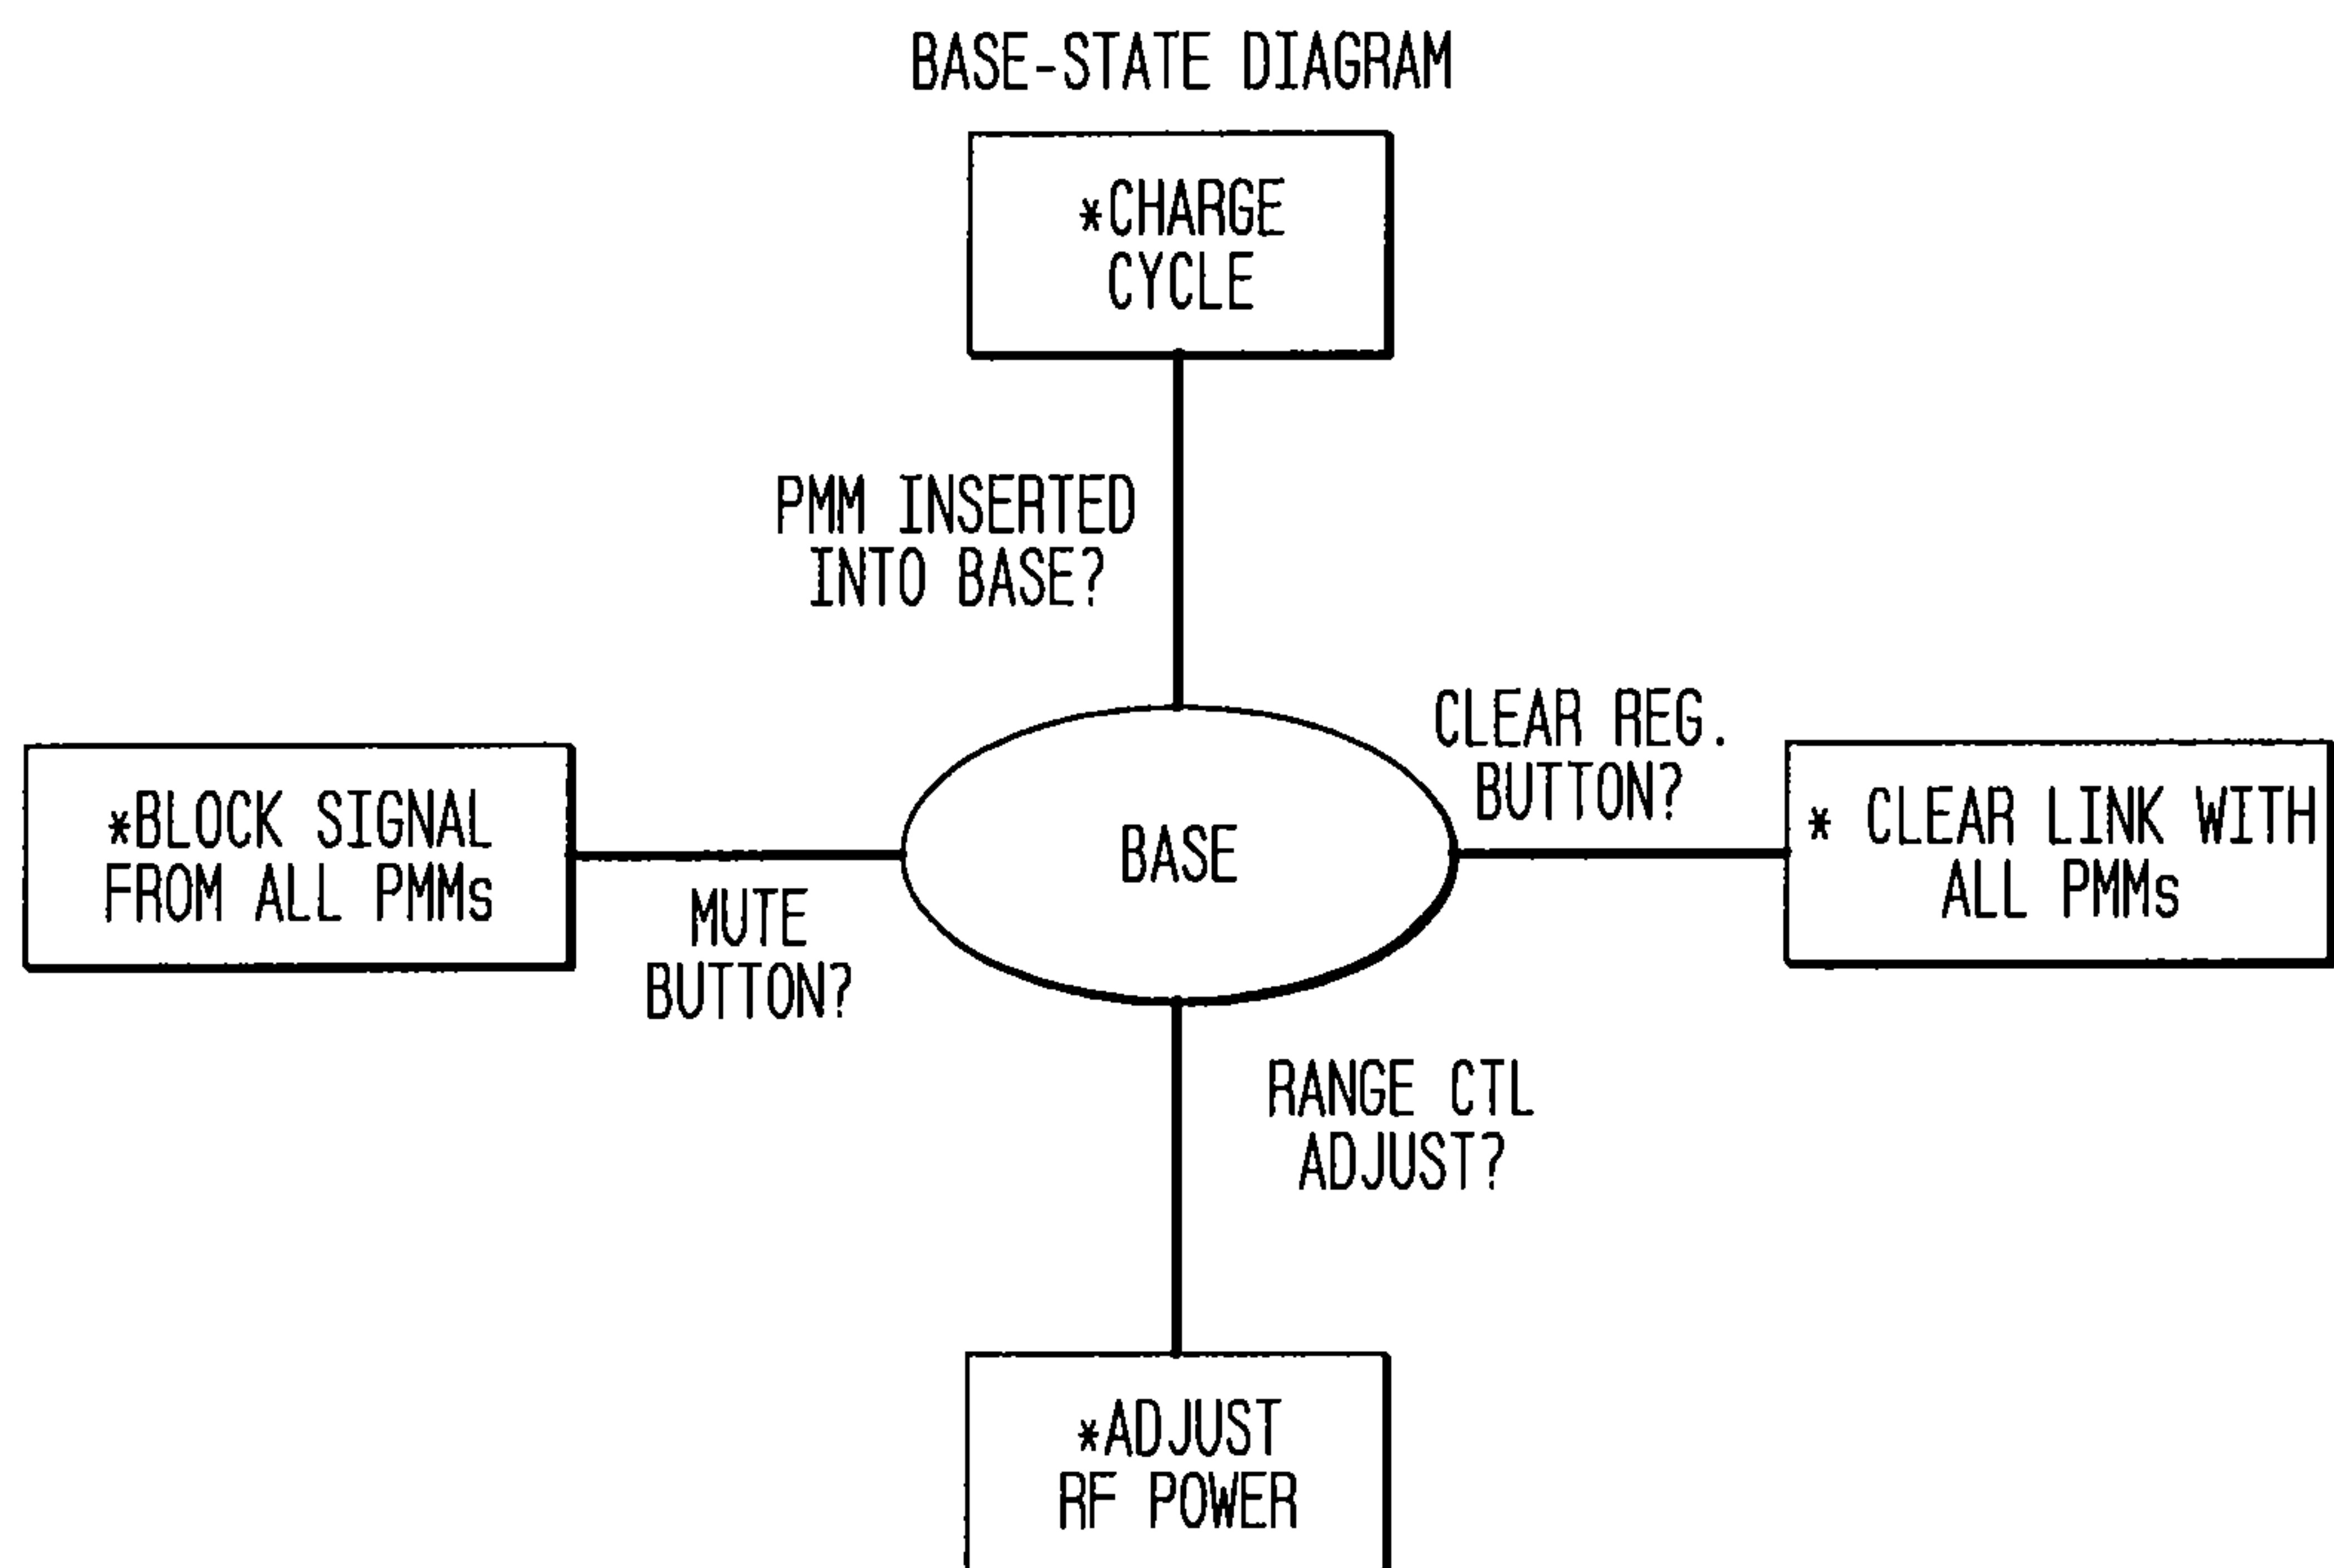 BASE-STATE DIAGRAM
*CHARGE
CYCLE
PMM INSERTED
INTO BASE?
CLEAR REG.
BUTTON?
*BLOCK SIGNAL
FROM ALL PMMs
BASE
* CLEAR LINK WITH
ALL PMMs
MUTE
BUTTON?
RANGE CTL
ADJUST?
*ADJUST
RF POWER